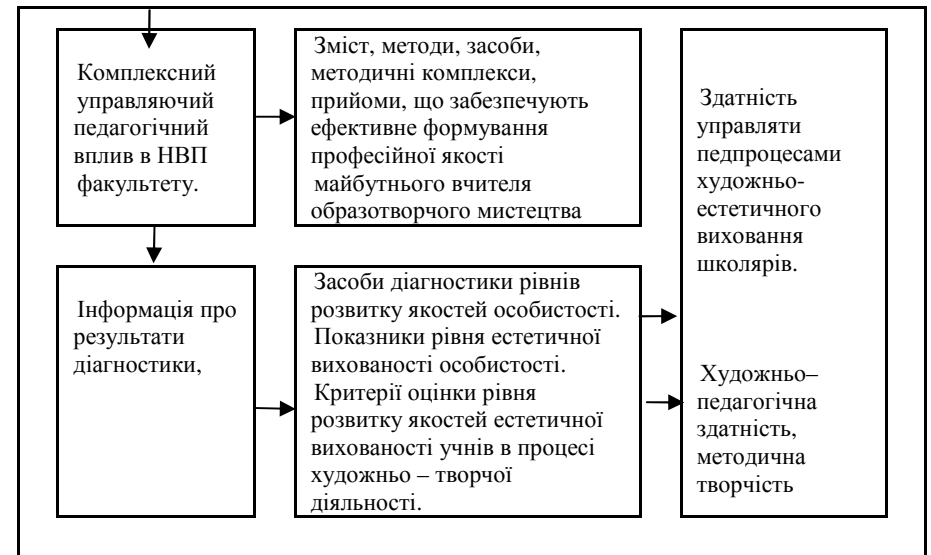 Комплексний
управляючий
педагогічний
вплив в НВП
факультету.
Зміст, методи, засоби,
методичні комплекси,
прийоми, що забезпечують
ефективне формування
професійної якості
майбутнього вчителя
образотворчого мистецтва
Здатність
управляти
педпроцесами
художньо-
естетичного
виховання
школярів.
Інформація про
результати
діагностики,
Засоби діагностики рівнів
розвитку якостей особистості.
Показники рівня естетичної
вихованості особистості.
Критерії оцінки рівня
розвитку якостей естетичної
вихованості учнів в процесі
художньо – творчої
діяльності.
Художньо–
педагогічна
здатність,
методична
творчість